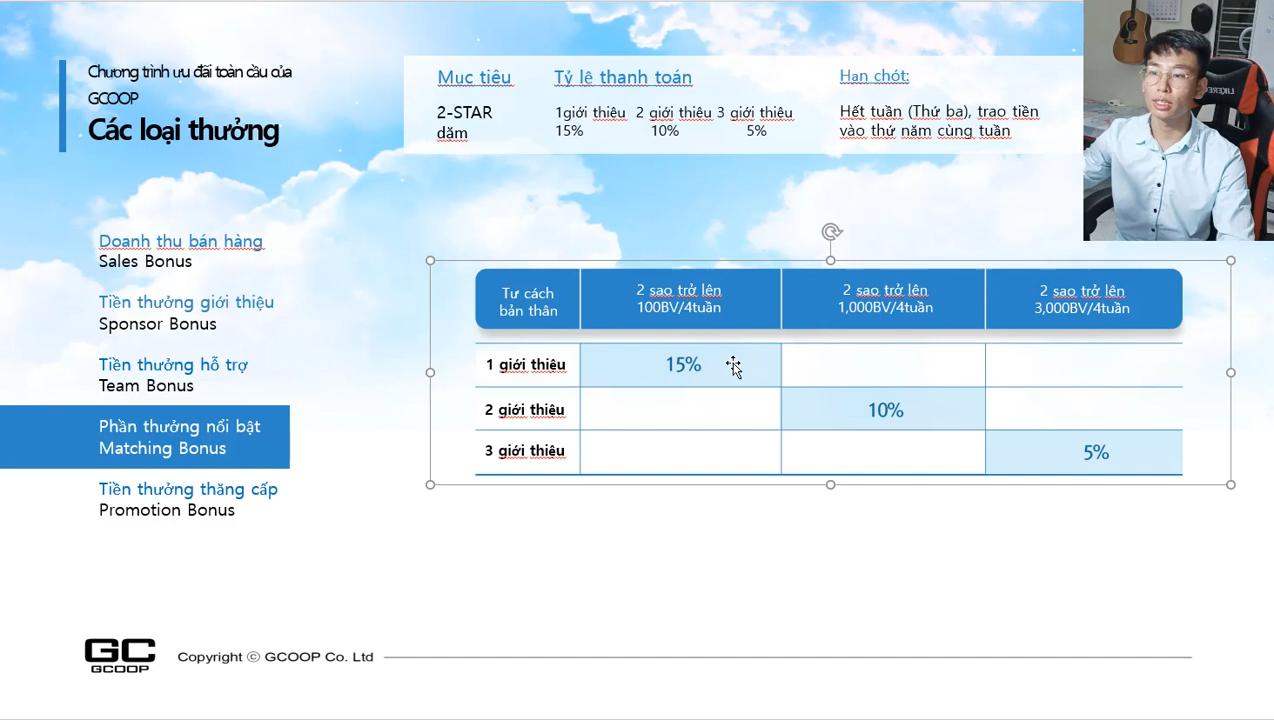 Chương trình ưu đãi toàn cầu của
GCOOP
Các loại thưởng
Mục tiêu
2-STAR
dặm
Tỷ lệ thanh toán
1giới thiệu 2 giới thiệu 3 giới thiệu
15% 10% 5%
Hạn chót:
Hết tuần (Thứ ba), trao tiền
vào thứ năm cùng tuần
Doanh thu bán hàng
Sales Bonus
Tiền thưởng giới thiệu
Sponsor Bonus
Tiền thưởng hỗ trợ
Team Bonus
Phần thưởng nổi bật
Matching Bonus
Tiền thưởng thăng cấp
Promotion Bonus
Tư cách
bản thân
2 sao trở lên
100BV/4tuần
2 sao trở lên
1,000BV/4tuần
2 sao trở lên
3,000BV/4tuần
1 giới thiệu 15%
2 giới thiệu 10%
3 giới thiệu 5%
GC
GCOOP
Copyright ⓒ GCOOP Co. Ltd